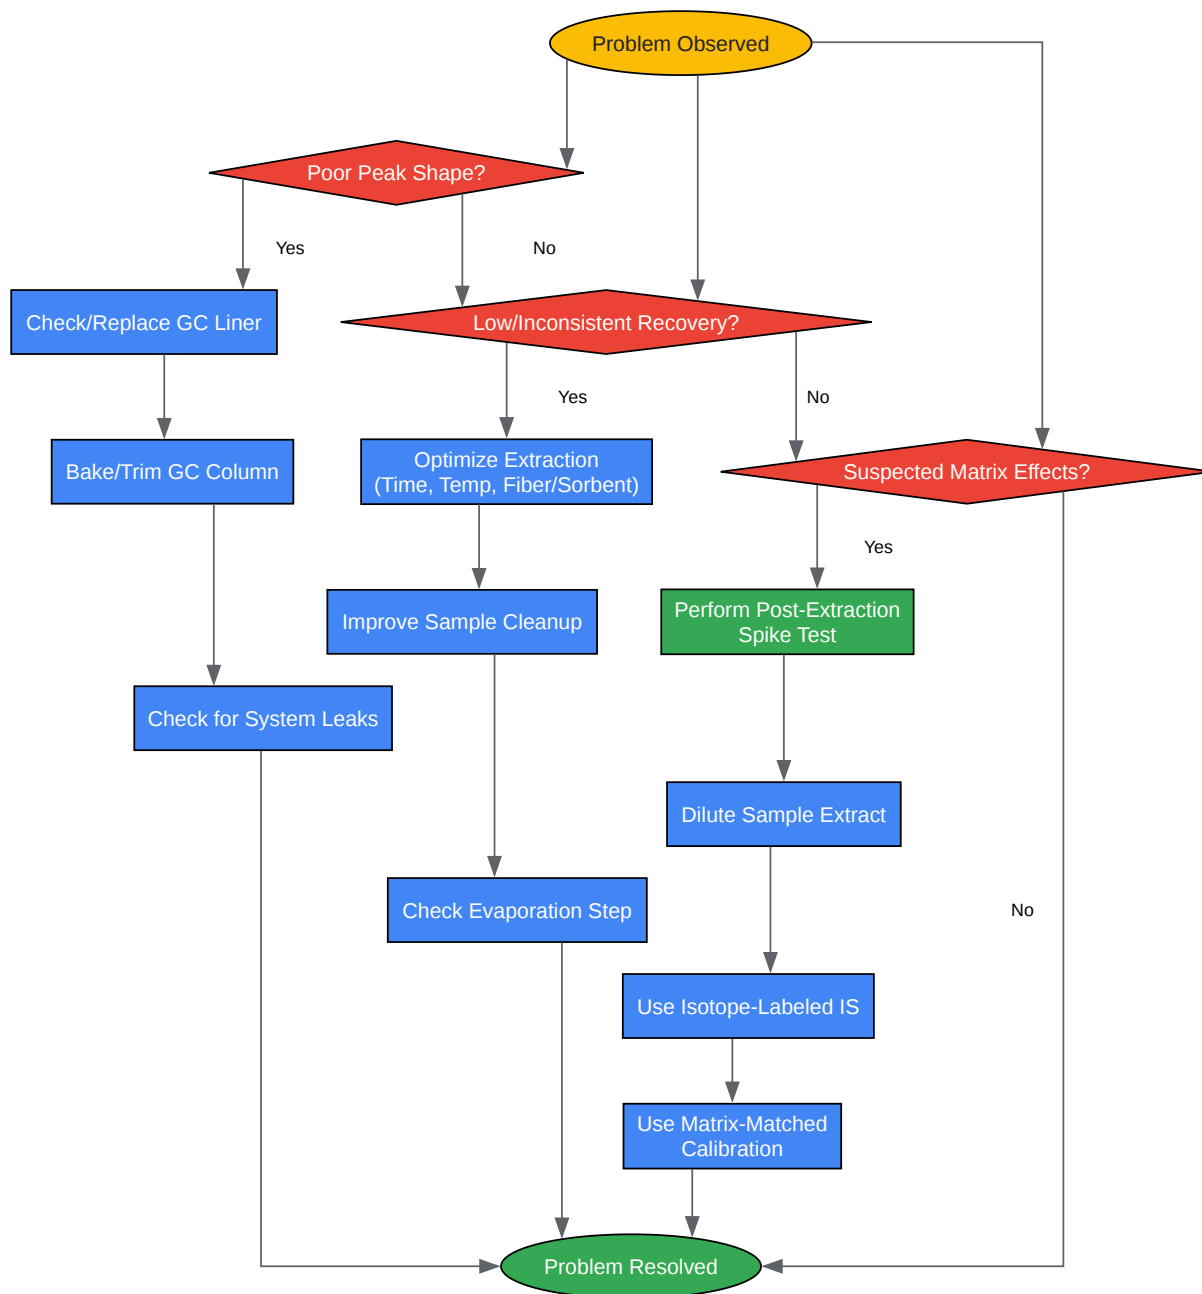 Problem Observed
Poor Peak Shape?
Yes
No
Check/Replace GC Liner
Low/Inconsistent Recovery?
Yes
No
Bake/Trim GC Column
Optimize Extraction
(Time, Temp, Fiber/Sorbent)
Suspected Matrix Effects?
Yes
Improve Sample Cleanup
Perform Post-Extraction
Spike Test
Check for System Leaks
Dilute Sample Extract
Check Evaporation Step
No
Use Isotope-Labeled IS
Use Matrix-Matched
Calibration
Problem Resolved